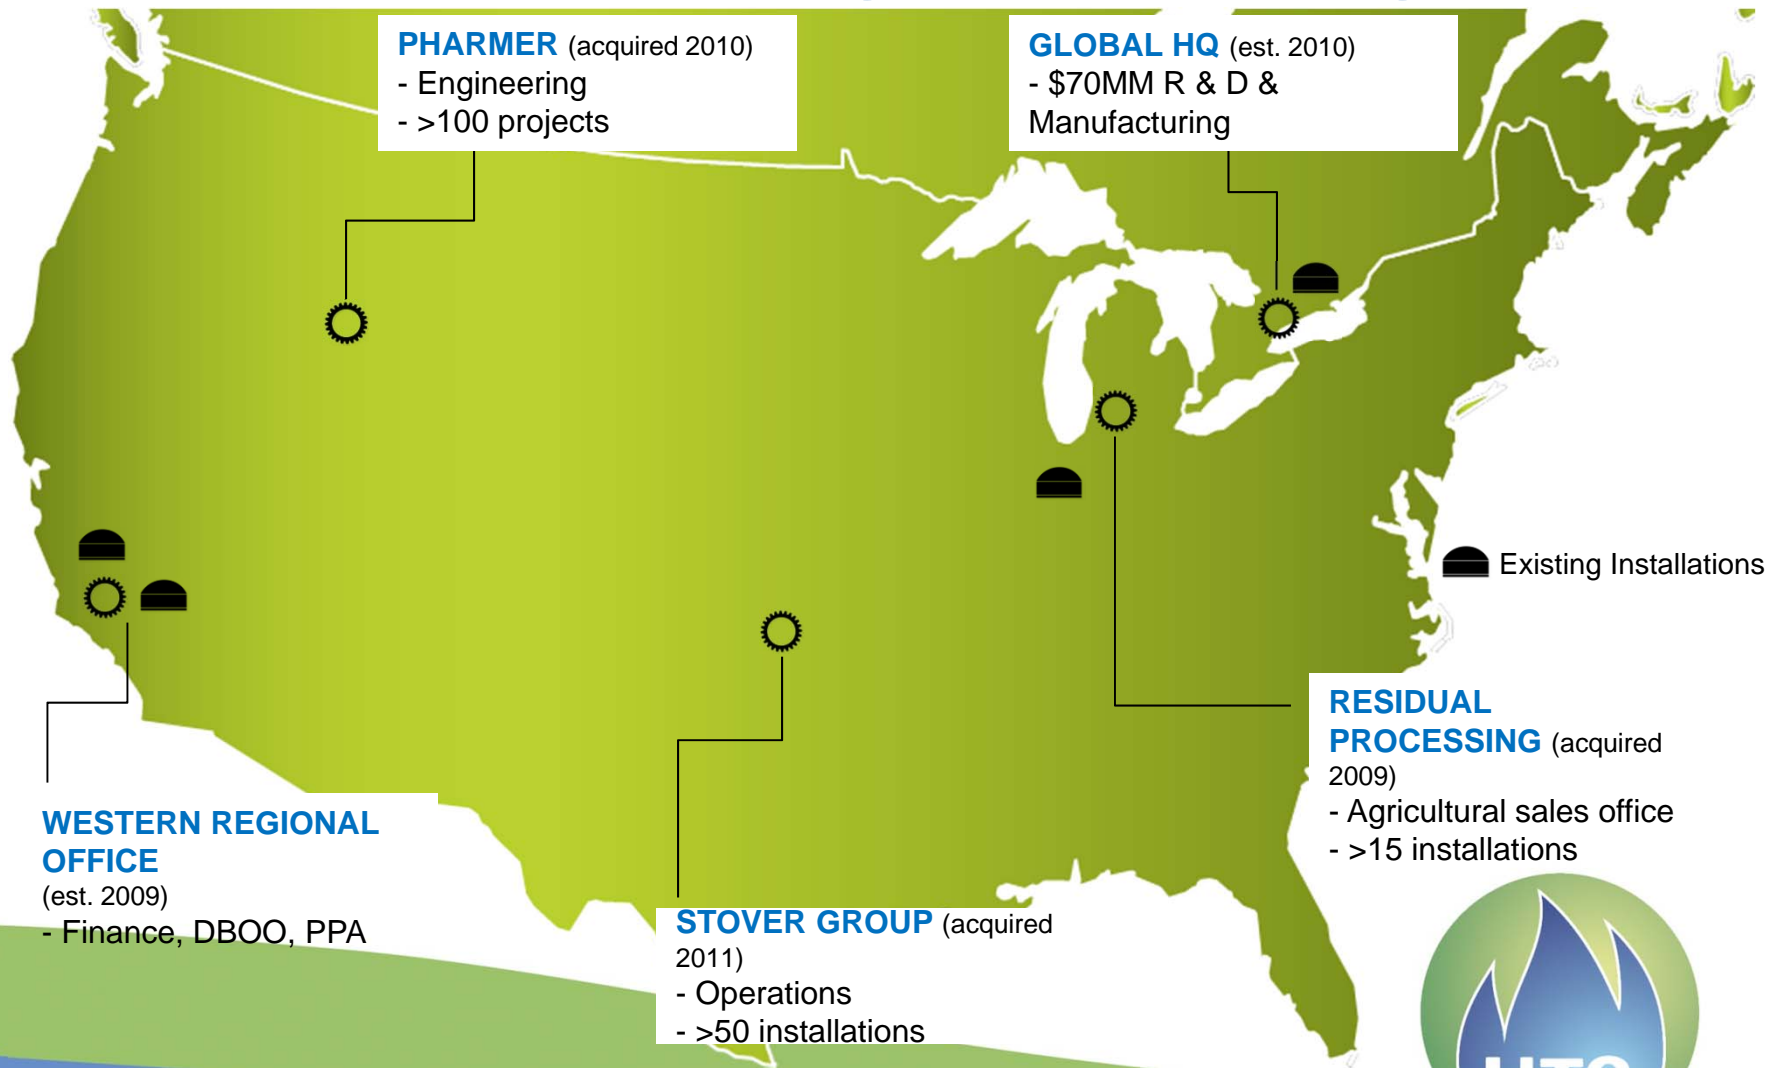 PHARMER (acquired 2010)
- Engineering
- >100 projects
GLOBAL HQ (est. 2010)
- $70MM R & D &
Manufacturing
Existing Installations
RESIDUAL
PROCESSING (acquired
2009)
- Agricultural sales office
- >15 installations
WESTERN REGIONAL
OFFICE
(est. 2009)
- Finance, DBOO, PPA
STOVER GROUP (acquired
2011)
- Operations
- >50 installations